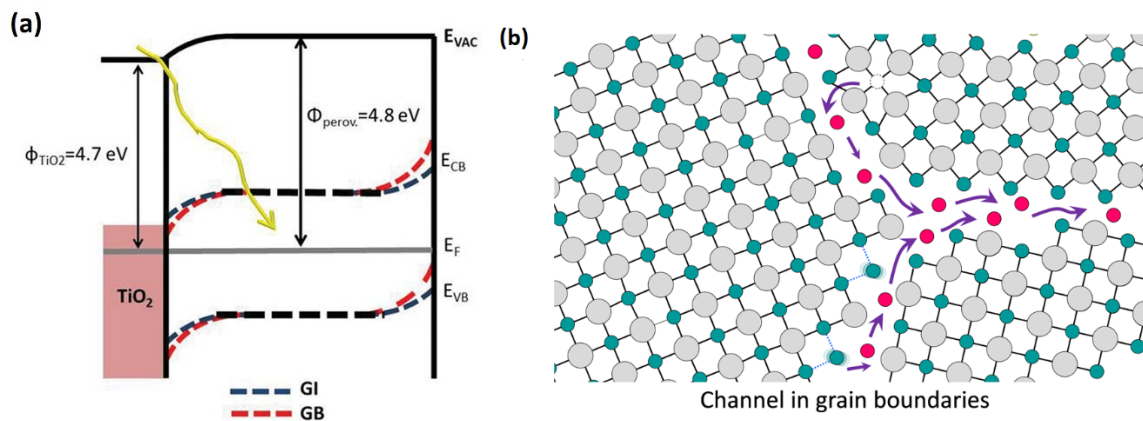 (a)
E_VAC
Φ_perov.=4.8 eV
ϕ_TiO2=4.7 eV
E_CB
E_F
TiO₂
E_VB
GI
GB
(b)
Channel in grain boundaries